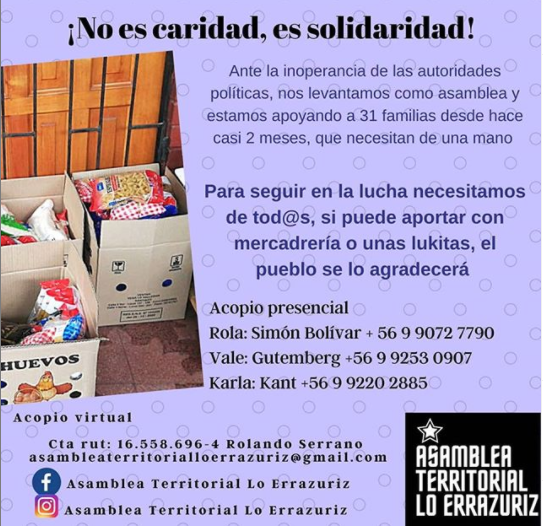 ¡No es caridad, es solidaridad!
Ante la inoperancia de las autoridades
políticas, nos levantamos como asamblea y
estamos apoyando a 31 familias desde hace
casi 2 meses, que necesitan de una mano
Para seguir en la lucha necesitamos
de tod@s, si puede aportar con
mercadrería o unas lukitas, el
pueblo se lo agradecerá
Acopio presencial
Rola: Simón Bolívar + 56 9 9072 7790
Vale: Gutemberg +56 9 9253 0907
Karla: Kant +56 9 9220 2885
HUEVOS
Acopio virtual
Cta rut: 16.558.696-4 Rolando Serrano
asambleaterritorialloerrazuriz@gmail.com
Asamblea Territorial Lo Errazuriz
Asamblea Territorial Lo Errazuriz
ASAMBLEA
TERRITORIAL
LO ERRAZURIZ